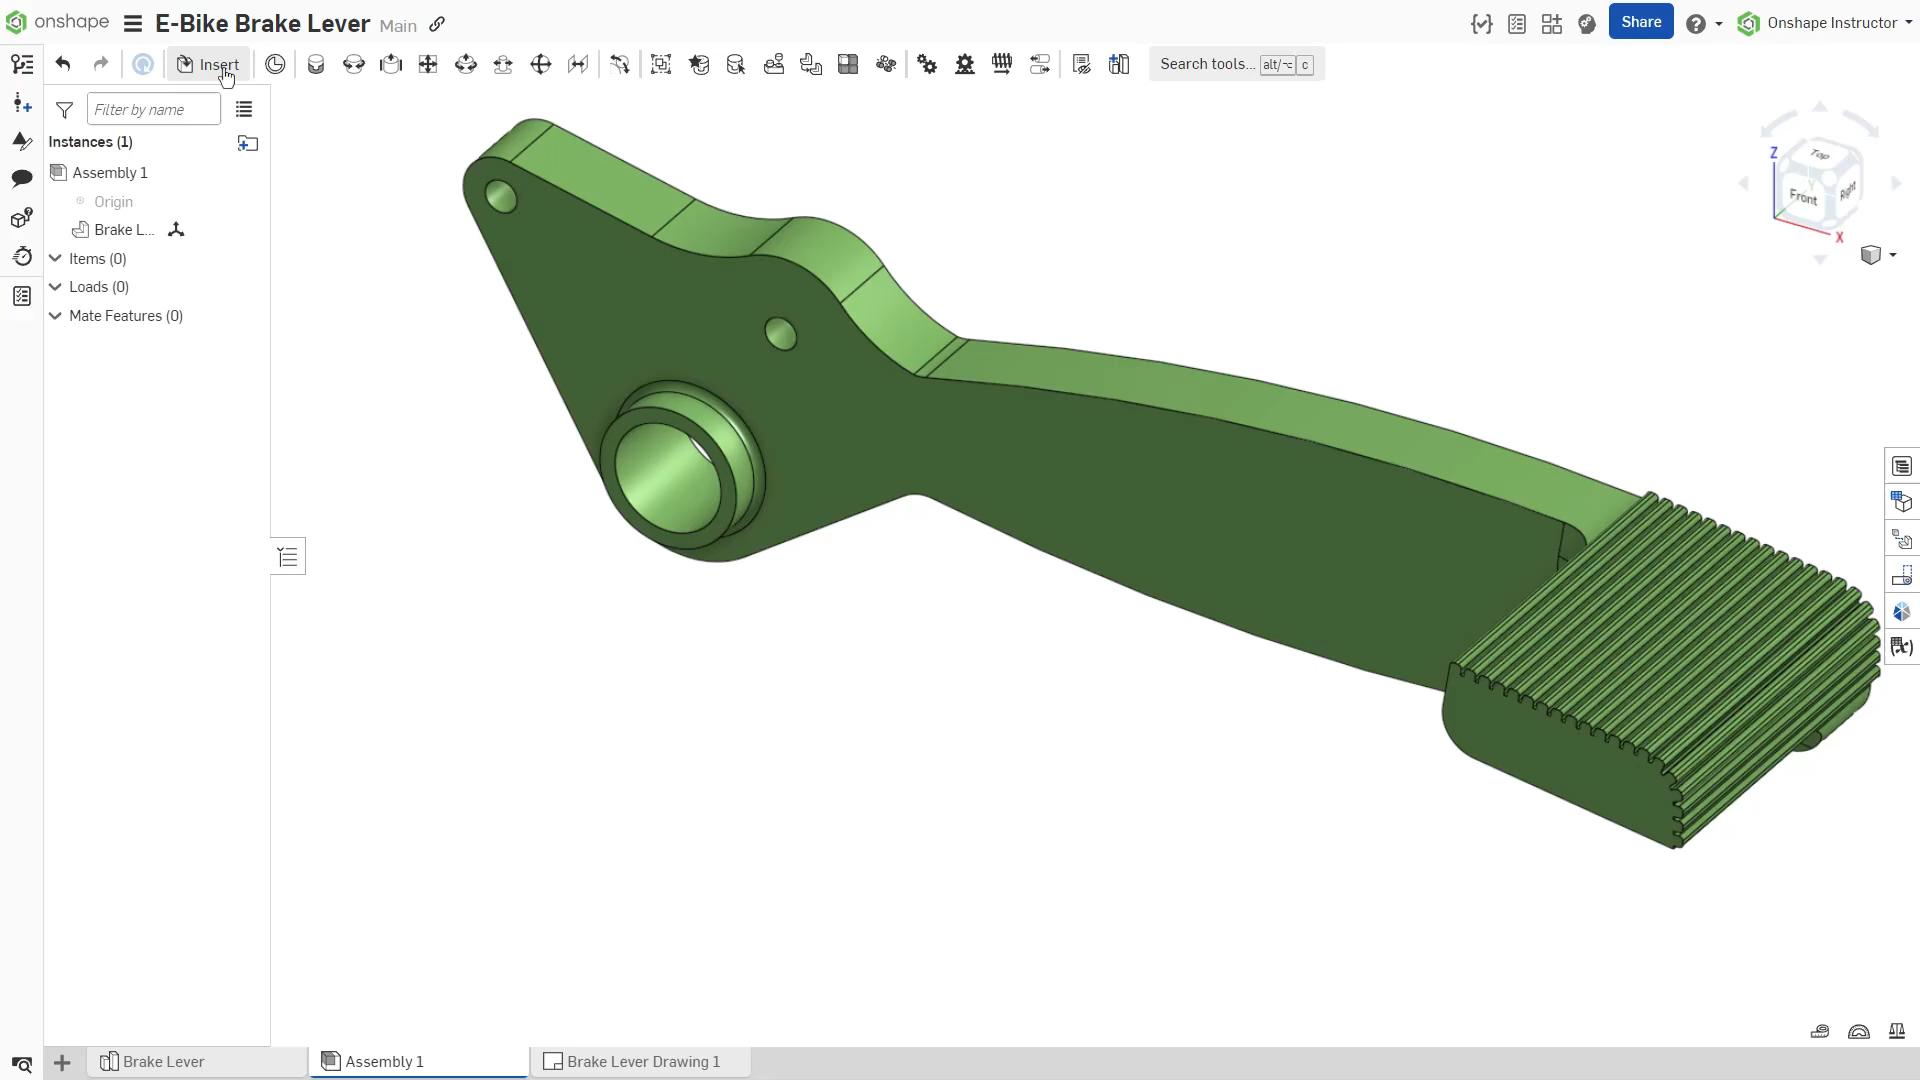 onshape
E-Bike Brake Lever Main
Share
Onshape Instructor
Insert
Search tools... alt/⌥ c
Filter by name
Instances (1)
Assembly 1
Origin
Brake L...
Items (0)
Loads (0)
Mate Features (0)
Z
Top
Y
Front
Right
X
(x)
Brake Lever
Assembly 1
Brake Lever Drawing 1